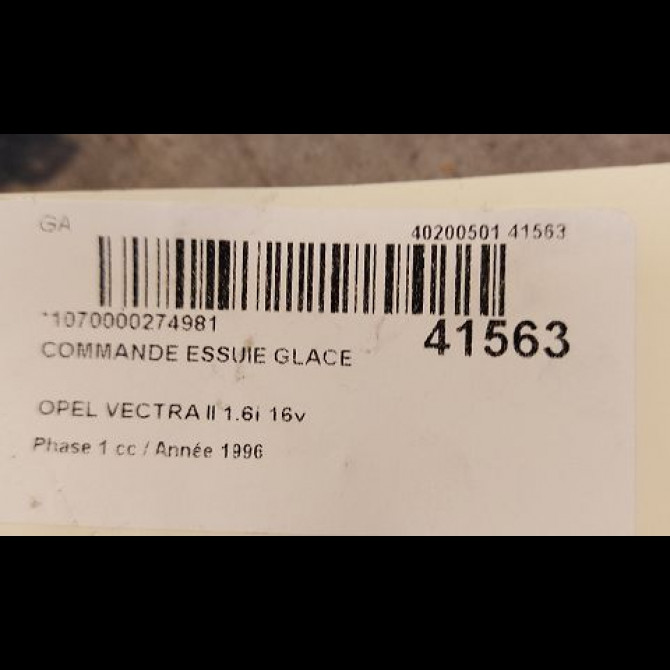 GA
40200501 41563
*1070000274981
41563
COMMANDE ESSUIE GLACE
OPEL VECTRA II 1.6i 16v
Phase 1 cc / Année 1996